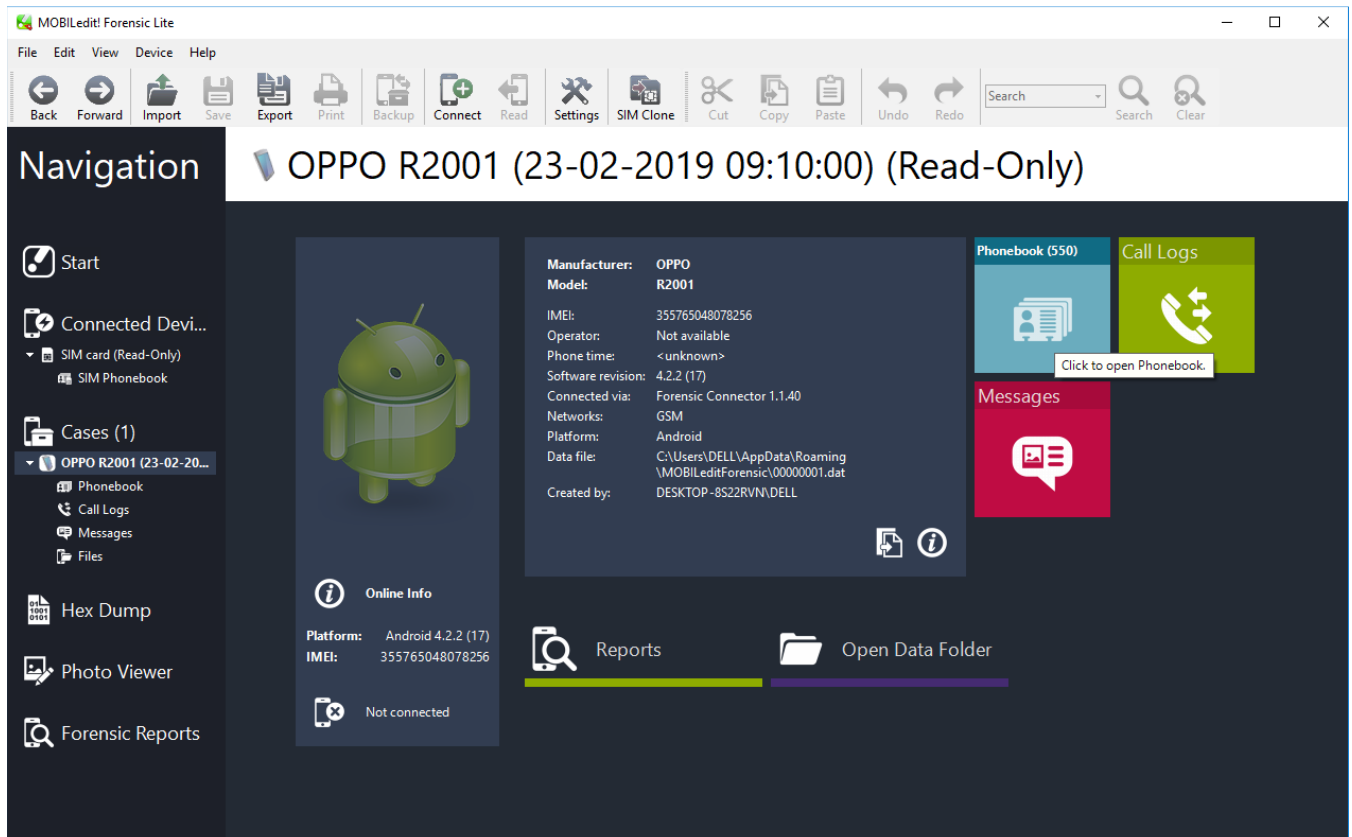 MOBILedit! Forensic Lite
File Edit View Device Help
Back Forward Import Save Export Print Backup Connect Read Settings SIM Clone Cut Copy Paste Undo Redo Search Search Clear
Navigation
OPPO R2001 (23-02-2019 09:10:00) (Read-Only)
Start
Connected Devi...
SIM card (Read-Only)
SIM Phonebook
Cases (1)
OPPO R2001 (23-02-20...
Phonebook
Call Logs
Messages
Files
Hex Dump
Photo Viewer
Forensic Reports
Online Info
Platform: Android 4.2.2 (17)
IMEI: 355765048078256
Not connected
Manufacturer: OPPO
Model: R2001
IMEI: 355765048078256
Operator: Not available
Phone time: <unknown>
Software revision: 4.2.2 (17)
Connected via: Forensic Connector 1.1.40
Networks: GSM
Platform: Android
Data file: C:\Users\DELL\AppData\Roaming
\MOBILeditForensic\00000001.dat
Created by: DESKTOP-8S22RVN\DELL
Phonebook (550)
Call Logs
Click to open Phonebook.
Messages
Reports
Open Data Folder